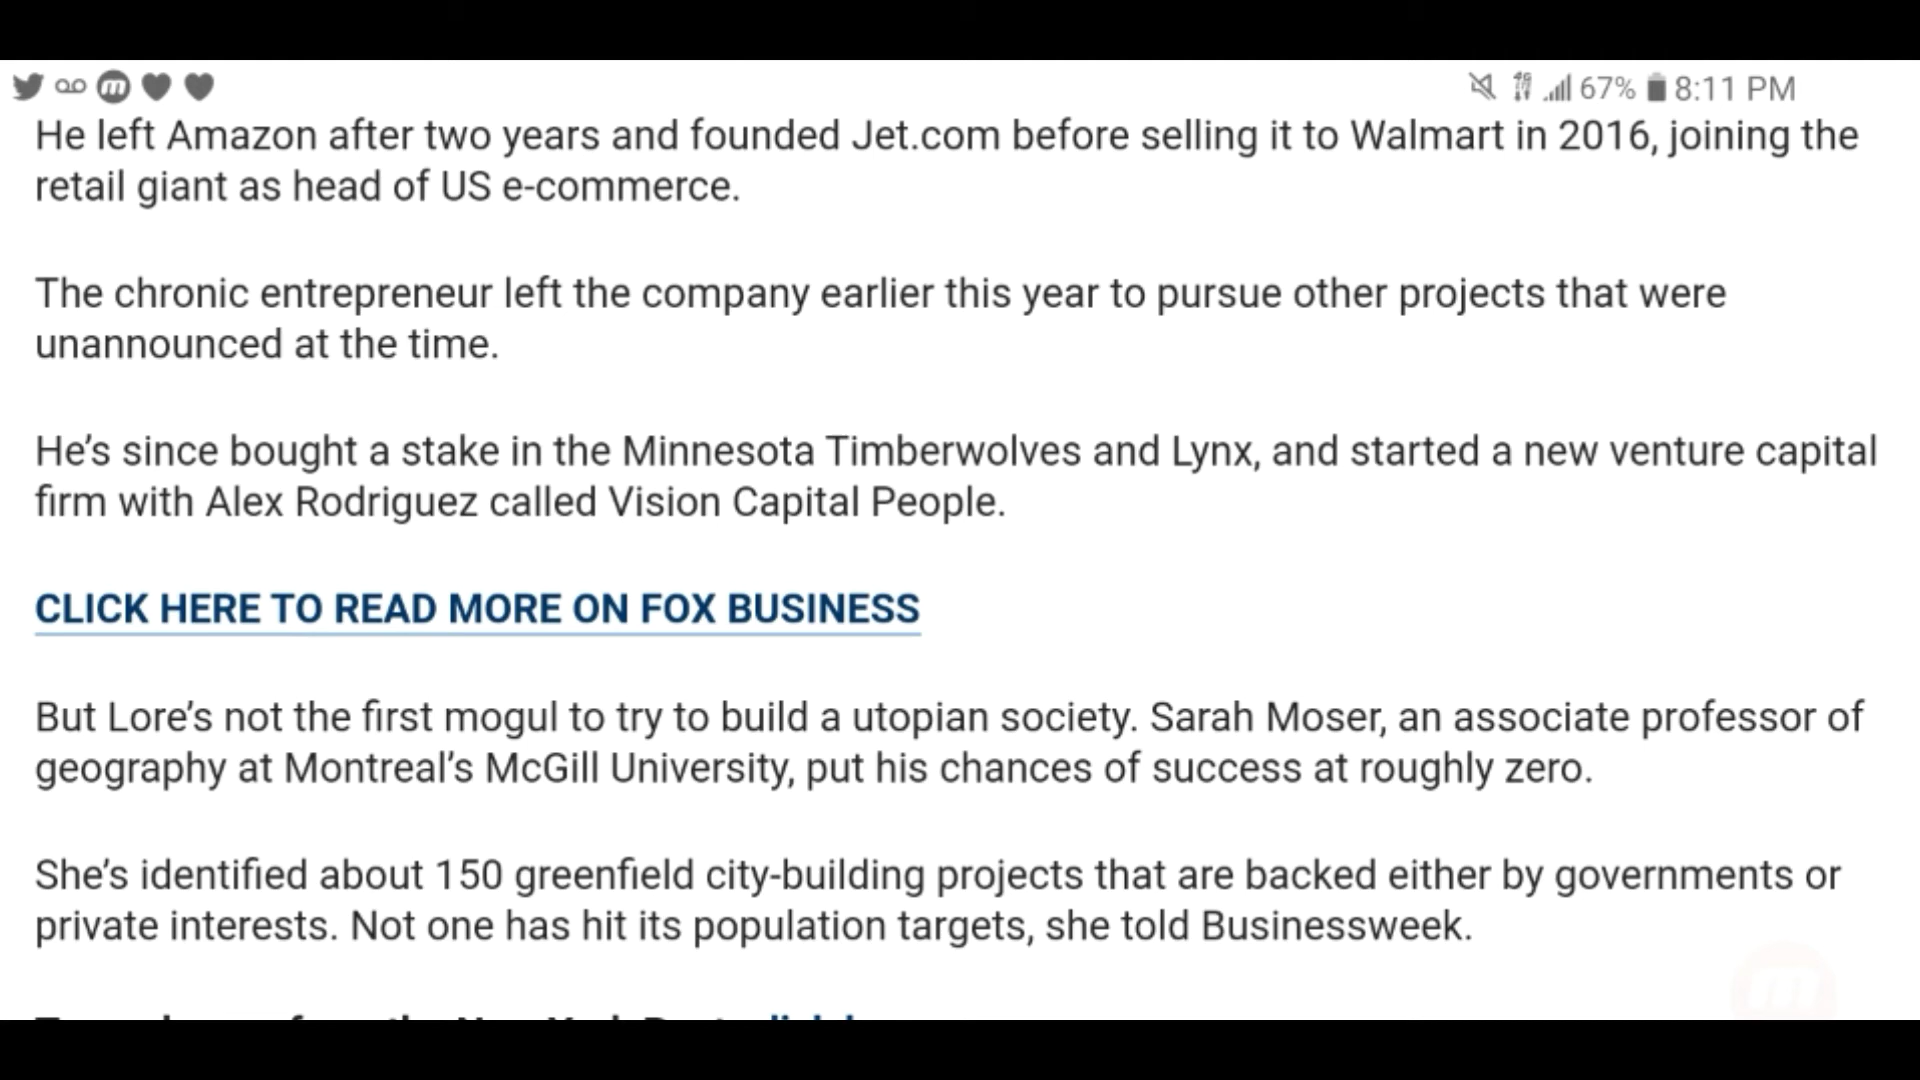 67% 8:11 PM
He left Amazon after two years and founded Jet.com before selling it to Walmart in 2016, joining the
retail giant as head of US e-commerce.
The chronic entrepreneur left the company earlier this year to pursue other projects that were
unannounced at the time.
He's since bought a stake in the Minnesota Timberwolves and Lynx, and started a new venture capital
firm with Alex Rodriguez called Vision Capital People.
CLICK HERE TO READ MORE ON FOX BUSINESS
But Lore's not the first mogul to try to build a utopian society. Sarah Moser, an associate professor of
geography at Montreal's McGill University, put his chances of success at roughly zero.
She's identified about 150 greenfield city-building projects that are backed either by governments or
private interests. Not one has hit its population targets, she told Businessweek.